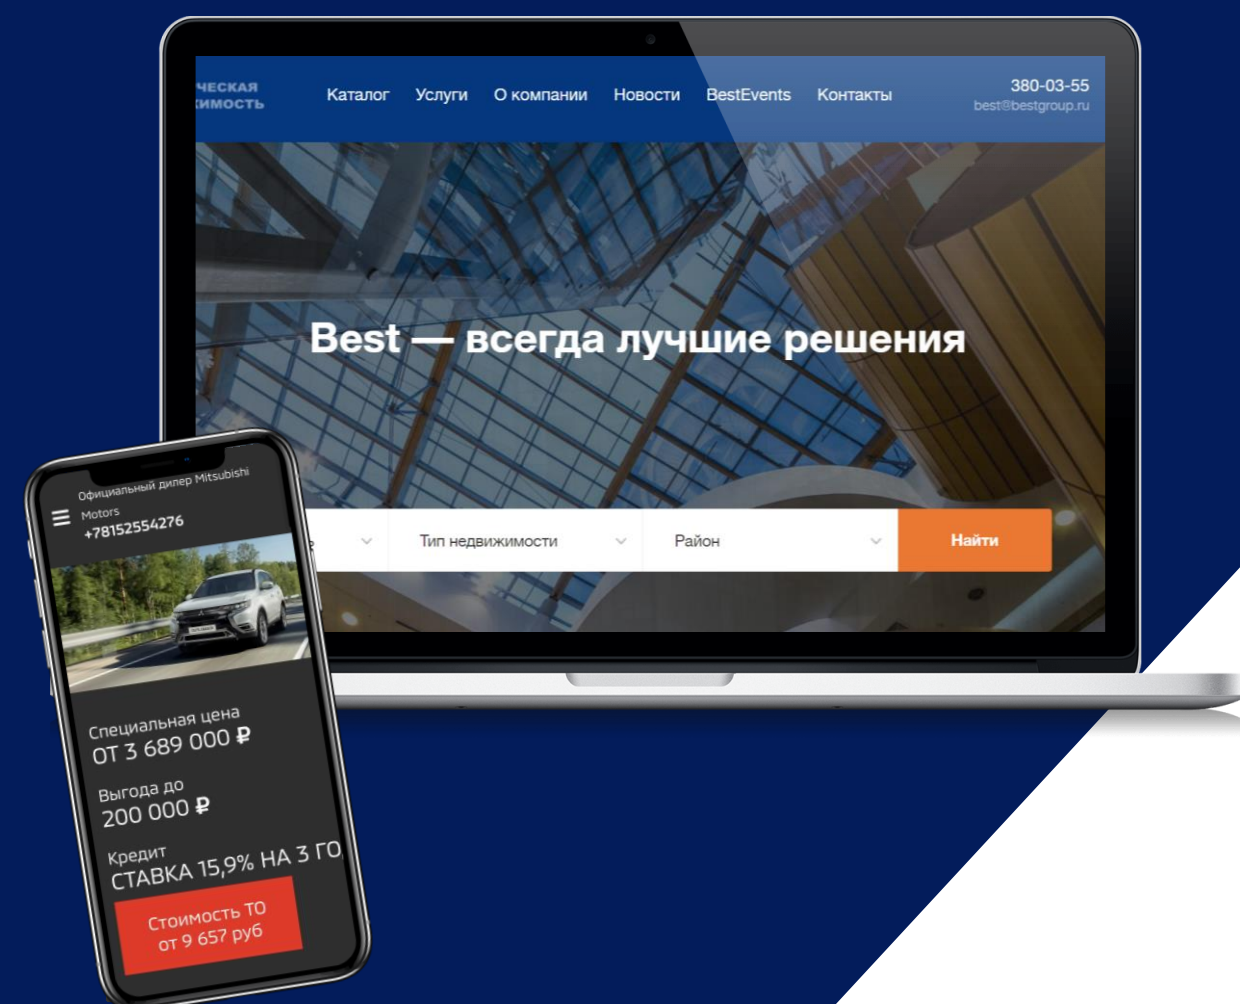 ЧЕСКАЯ
ИМОСТЬ
Каталог Услуги О компании Новости BestEvents Контакты
380-03-55
best@bestgroup.ru
Best — всегда лучшие решения
Тип недвижимости Район Найти
Официальный дилер Mitsubishi
Motors
+78152554276
Специальная цена
ОТ 3 689 000 ₽
Выгода до
200 000 ₽
Кредит
СТАВКА 15,9% НА 3 ГО
Стоимость ТО
от 9 657 руб